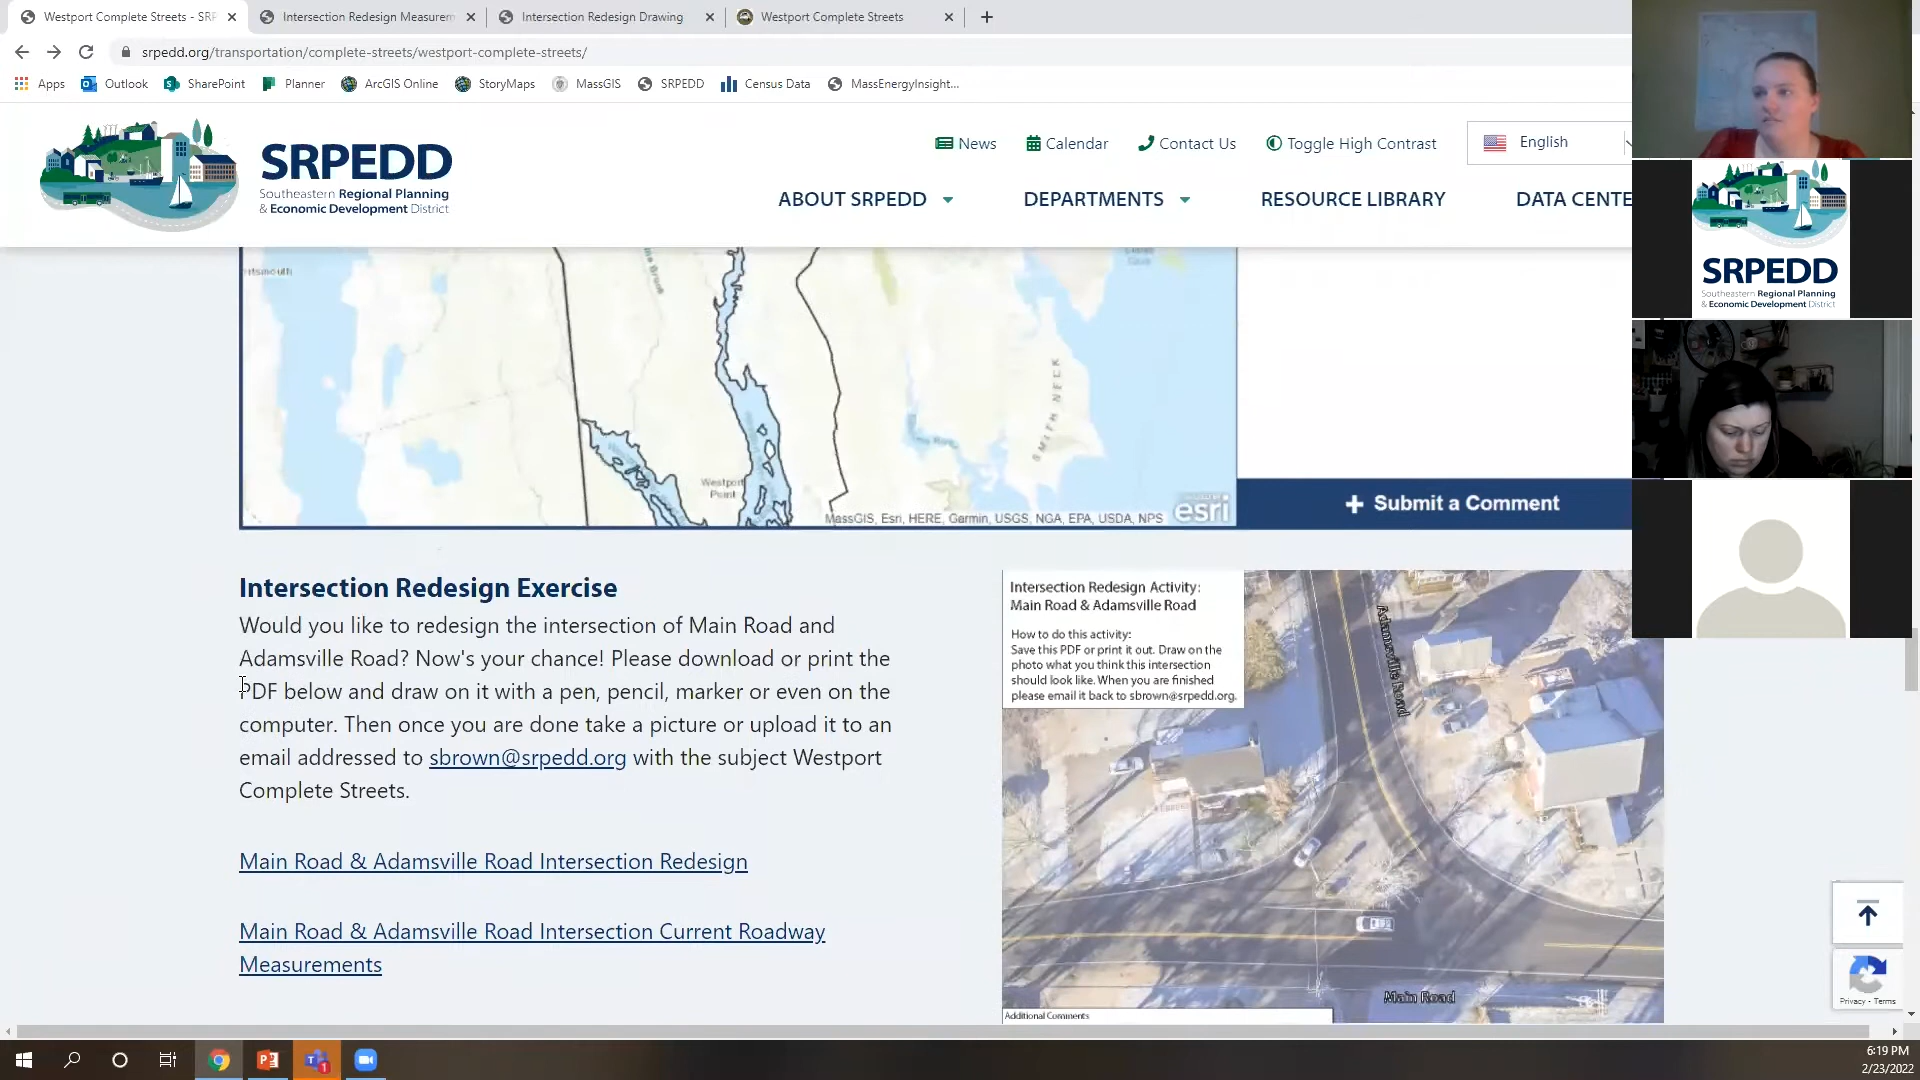 Westport Complete Streets - SRP
Intersection Redesign Measurem
Intersection Redesign Drawing
Westport Complete Streets
srpedd.org/transportation/complete-streets/westport-complete-streets/
Apps
Outlook
SharePoint
Planner
ArcGIS Online
StoryMaps
MassGIS
SRPEDD
Census Data
MassEnergyInsight...
SRPEDD
Southeastern Regional Planning
& Economic Development District
News
Calendar
Contact Us
Toggle High Contrast
English
ABOUT SRPEDD
DEPARTMENTS
RESOURCE LIBRARY
DATA CENTE
SRPEDD
Southeastern Regional Planning
& Economic Development District
rtsmouth
SMITH NECK
Westport
Point
MassGIS, Esri, HERE, Garmin, USGS, NGA, EPA, USDA, NPS
esri
+ Submit a Comment
Intersection Redesign Exercise
Would you like to redesign the intersection of Main Road and
Adamsville Road? Now's your chance! Please download or print the
PDF below and draw on it with a pen, pencil, marker or even on the
computer. Then once you are done take a picture or upload it to an
email addressed to sbrown@srpedd.org with the subject Westport
Complete Streets.
Main Road & Adamsville Road Intersection Redesign
Main Road & Adamsville Road Intersection Current Roadway
Measurements
Intersection Redesign Activity:
Main Road & Adamsville Road
How to do this activity:
Save this PDF or print it out. Draw on the
photo what you think this intersection
should look like. When you are finished
please email it back to sbrown@srpedd.org.
Adamsville Road
Main Road
Additional Comments
Privacy - Terms
6:19 PM
2/23/2022